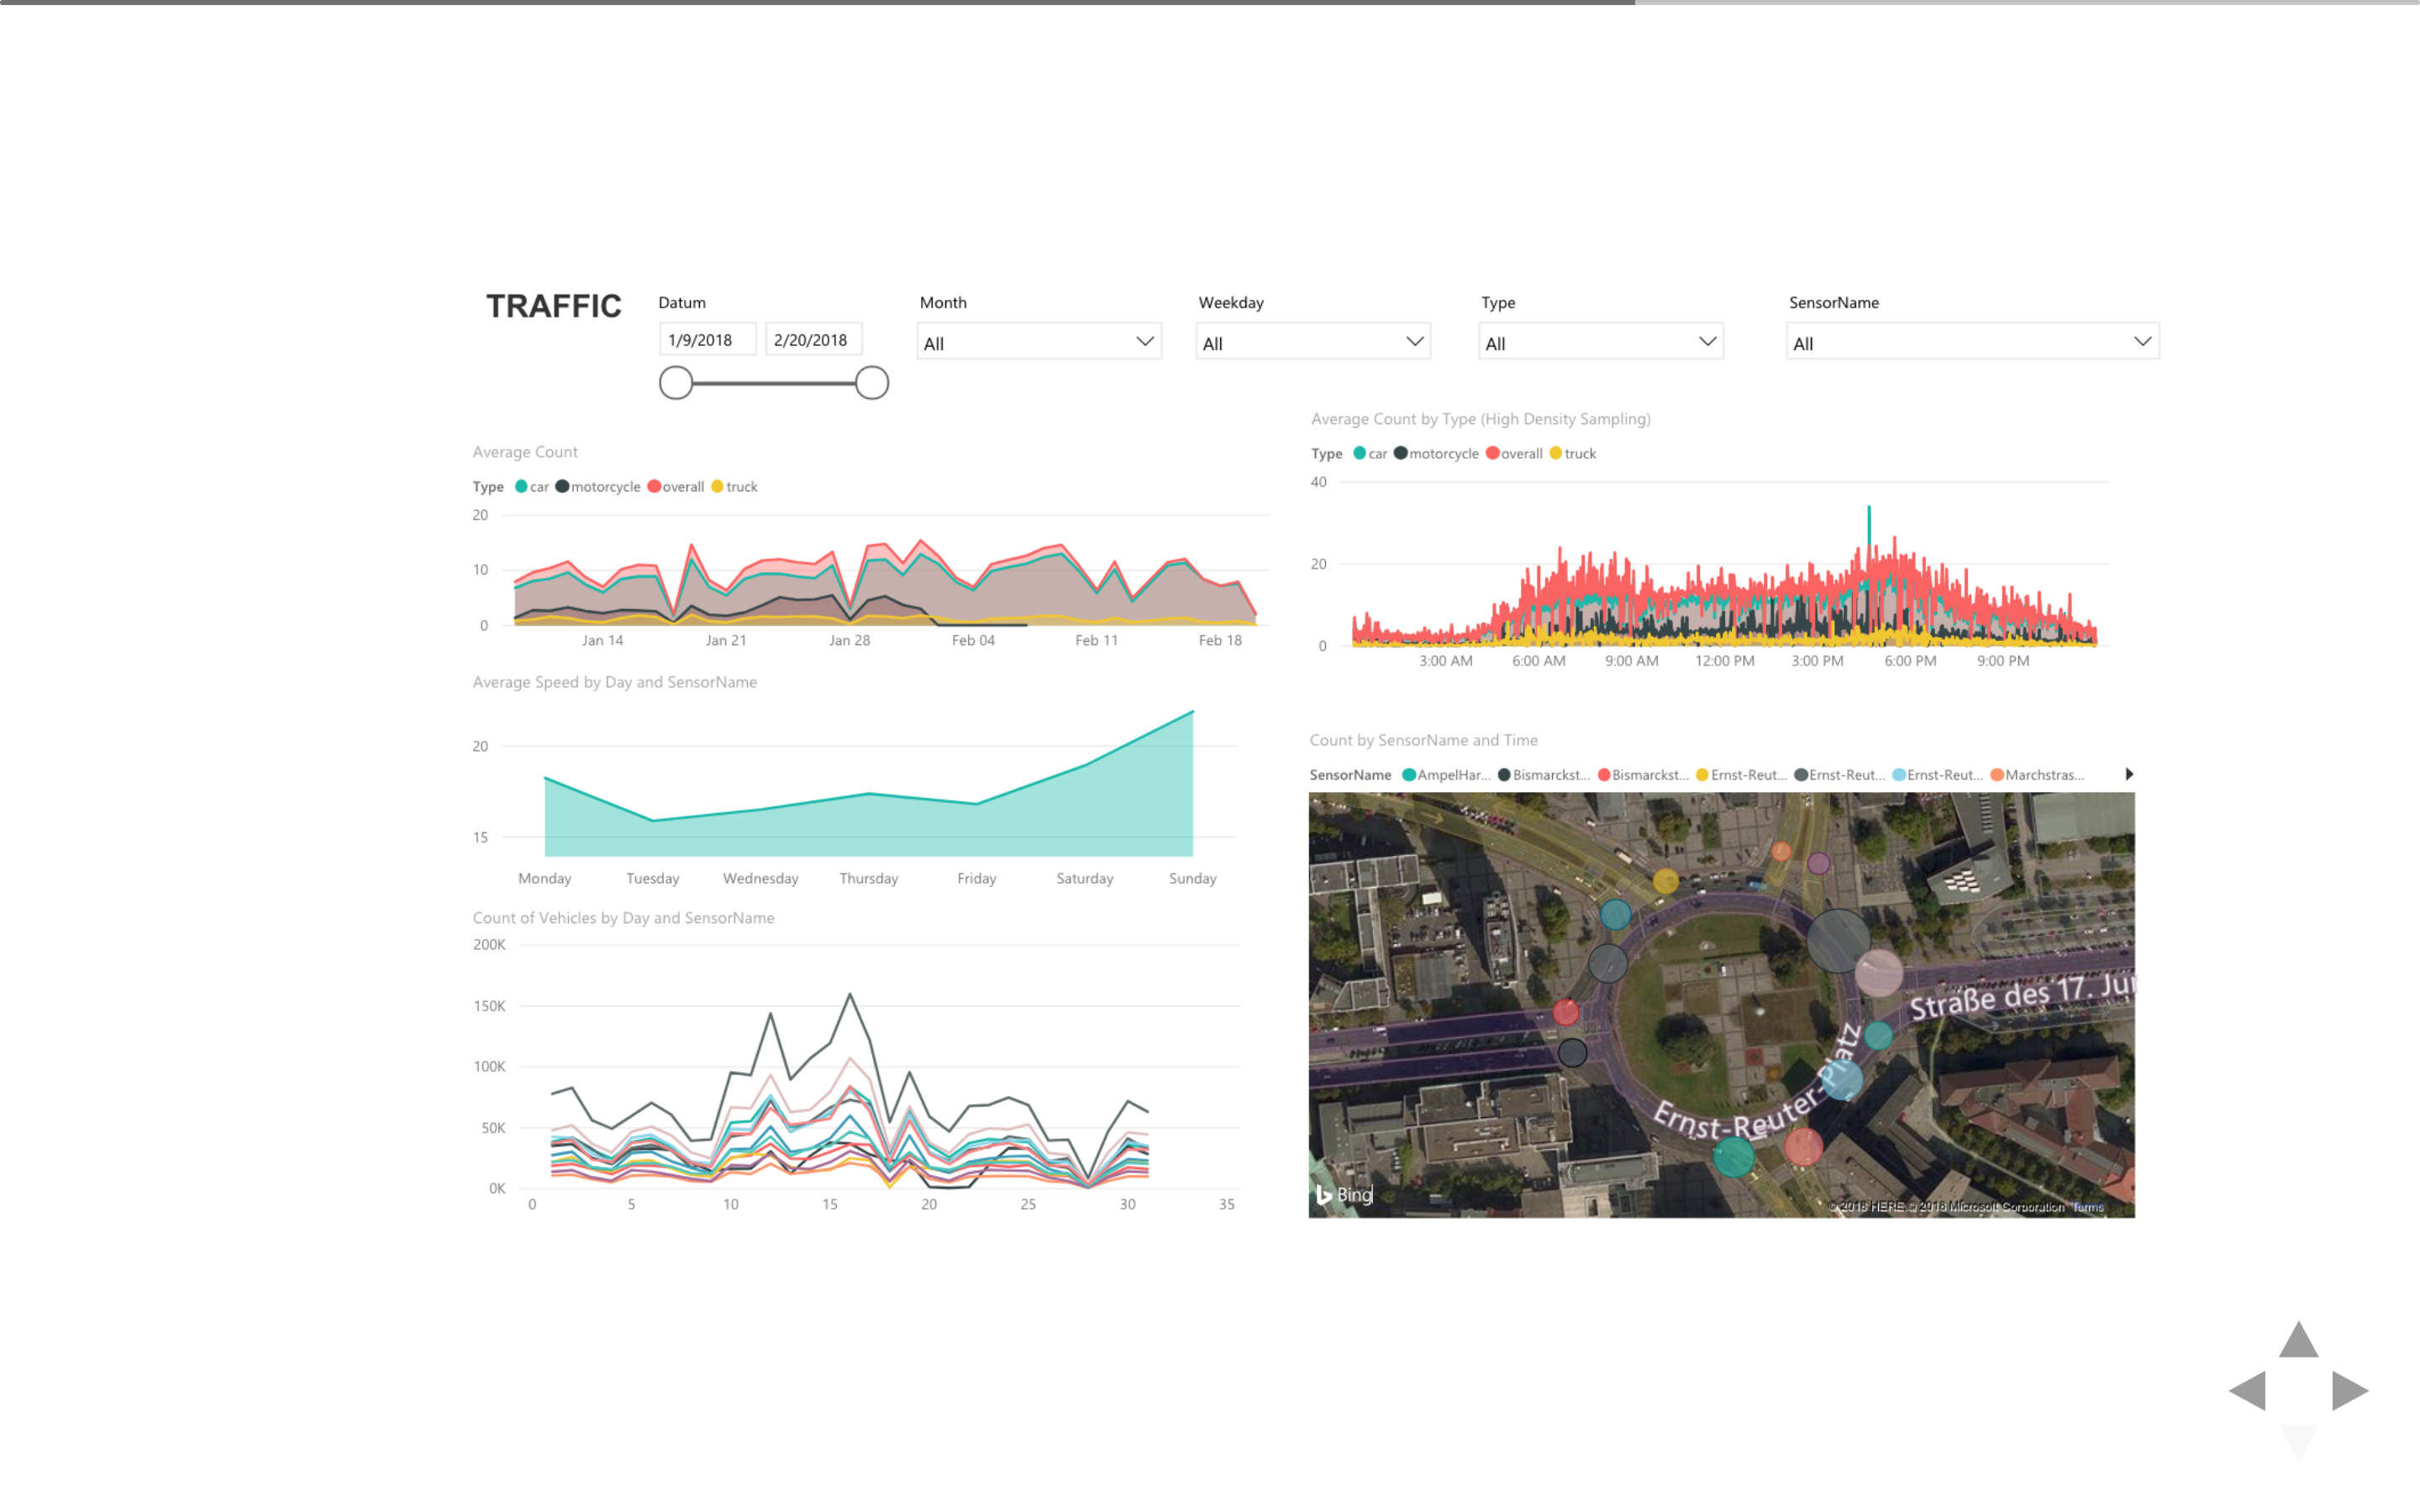 TRAFFIC
Datum
1/9/2018 2/20/2018
Month
All
Weekday
All
Type
All
SensorName
All
Average Count
Type car motorcycle overall truck
20
10
0
Jan 14 Jan 21 Jan 28 Feb 04 Feb 11 Feb 18
Average Speed by Day and SensorName
20
15
Monday Tuesday Wednesday Thursday Friday Saturday Sunday
Count of Vehicles by Day and SensorName
200K
150K
100K
50K
0K
0 5 10 15 20 25 30 35
Average Count by Type (High Density Sampling)
Type car motorcycle overall truck
40
20
0
3:00 AM 6:00 AM 9:00 AM 12:00 PM 3:00 PM 6:00 PM 9:00 PM
Count by SensorName and Time
SensorName AmpelHar... Bismarckst... Bismarckst... Ernst-Reut... Ernst-Reut... Ernst-Reut... Marchstras...
Straße des 17. Jur
Ernst-Reuter-Platz
Bing
© 2018 HERE © 2018 Microsoft Corporation Terms